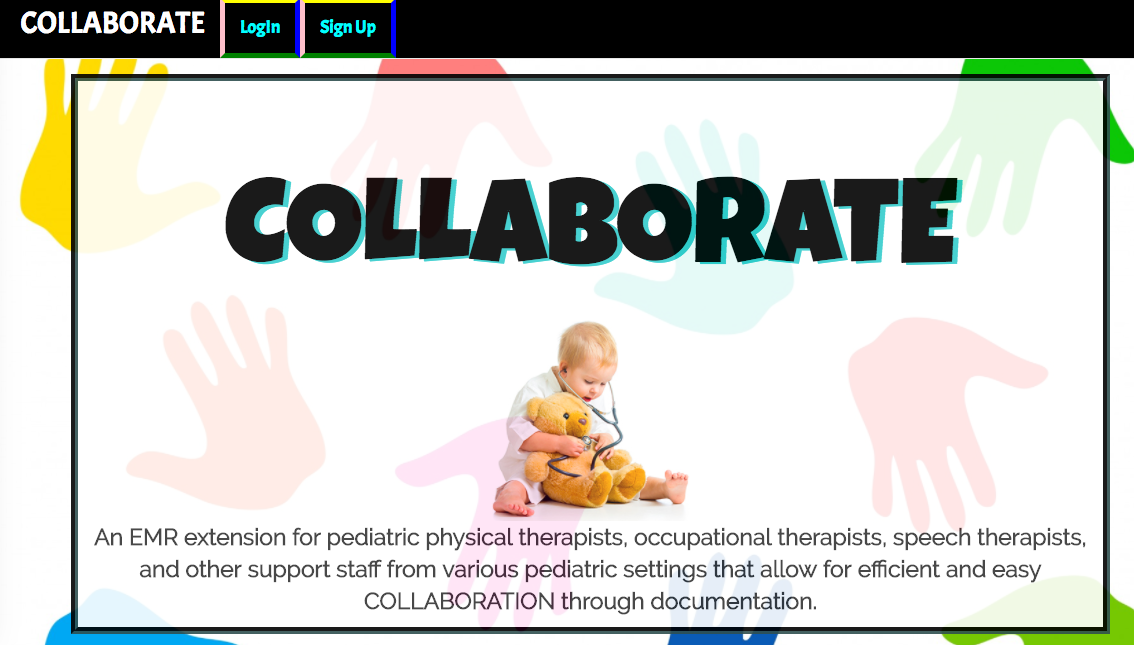 COLLABORATE
LogIn
Sign Up
COLLABORATE
An EMR extension for pediatric physical therapists, occupational therapists, speech therapists,
and other support staff from various pediatric settings that allow for efficient and easy
COLLABORATION through documentation.